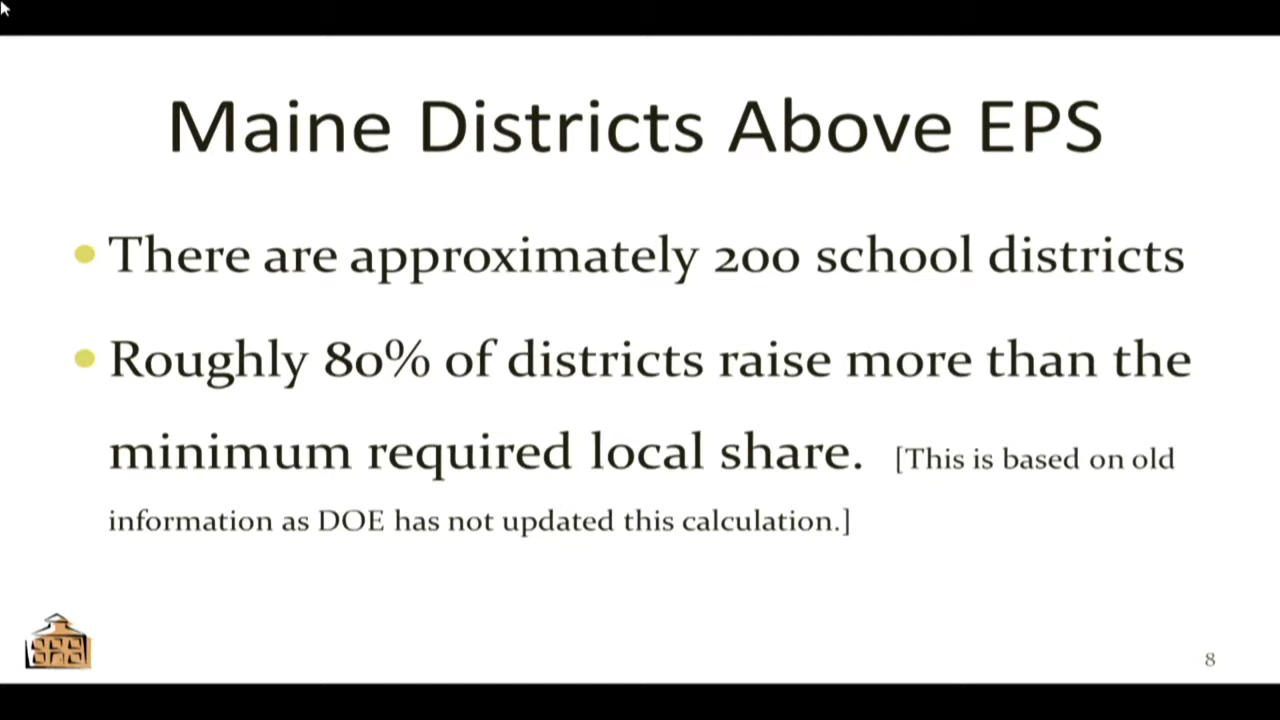 Maine Districts Above EPS
• There are approximately 200 school districts
• Roughly 80% of districts raise more than the
minimum required local share. [This is based on old
information as DOE has not updated this calculation.]
8